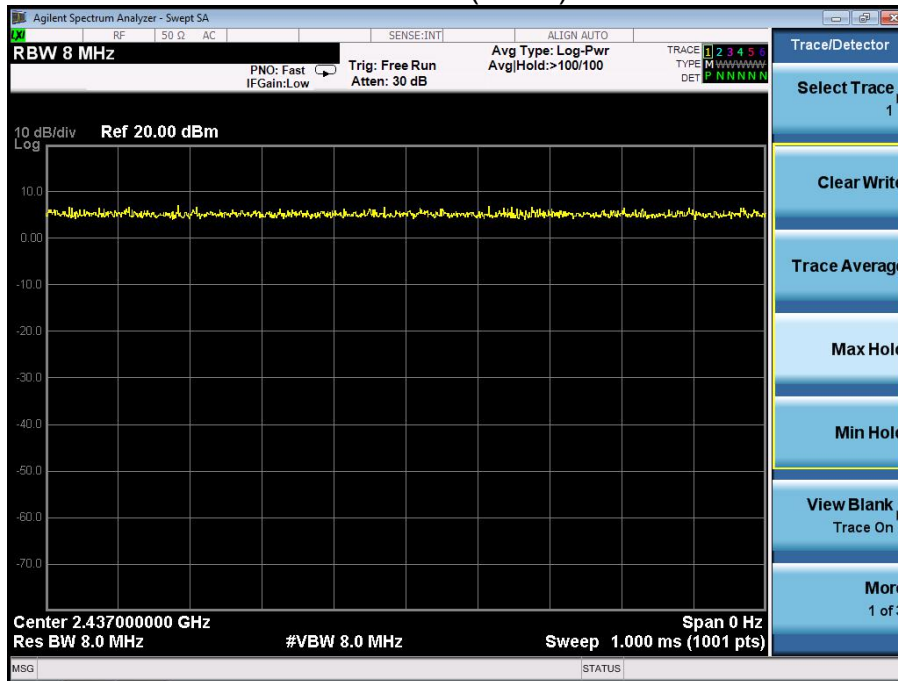 Agilent Spectrum Analyzer - Swept SA
LXI RF 50 Ω AC SENSE:INT ALIGN AUTO
RBW 8 MHz
PNO: Fast
IFGain:Low
Trig: Free Run
Atten: 30 dB
Avg Type: Log-Pwr
Avg|Hold:>100/100
TRACE 1 2 3 4 5 6
TYPE M WWWWW
DET P N N N N N
10 dB/div Ref 20.00 dBm
Log
10.0
0.00
-10.0
-20.0
-30.0
-40.0
-50.0
-60.0
-70.0
Center 2.437000000 GHz Span 0 Hz
Res BW 8.0 MHz #VBW 8.0 MHz Sweep 1.000 ms (1001 pts)
MSG STATUS
Trace/Detector
Select Trace
1
Clear Write
Trace Average
Max Hold
Min Hold
View Blank
Trace On
More
1 of